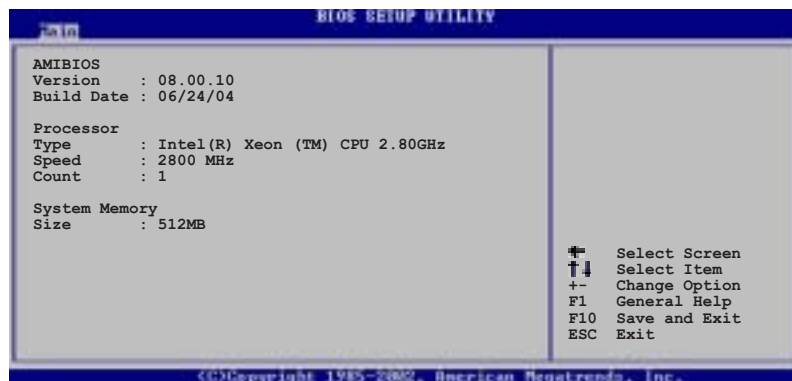 BIOS SETUP UTILITY
Main
AMIBIOS
Version : 08.00.10
Build Date : 06/24/04
Processor
Type : Intel(R) Xeon (TM) CPU 2.80GHz
Speed : 2800 MHz
Count : 1
System Memory
Size : 512MB
Select Screen
Select Item
+- Change Option
F1 General Help
F10 Save and Exit
ESC Exit
(C)Copyright 1985-2002, American Megatrends, Inc.